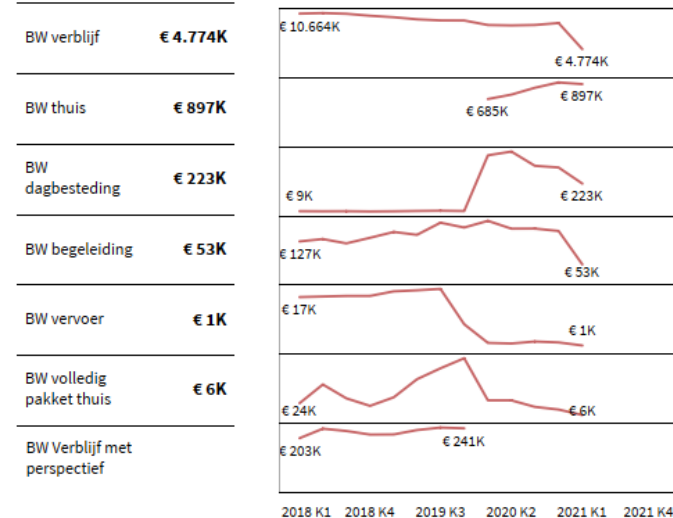 BW verblijf € 4.774K
€ 10.664K
€ 4.774K
BW thuis € 897K
€ 685K
€ 897K
BW
dagbesteding € 223K
€ 9K
€ 223K
BW begeleiding € 53K
€ 127K
€ 53K
BW vervoer € 1K
€ 17K
€ 1K
BW volledig
pakket thuis € 6K
€ 24K
€ 6K
BW Verblijf met
perspectief
€ 203K
€ 241K
2018 K1 2018 K4 2019 K3 2020 K2 2021 K1 2021 K4